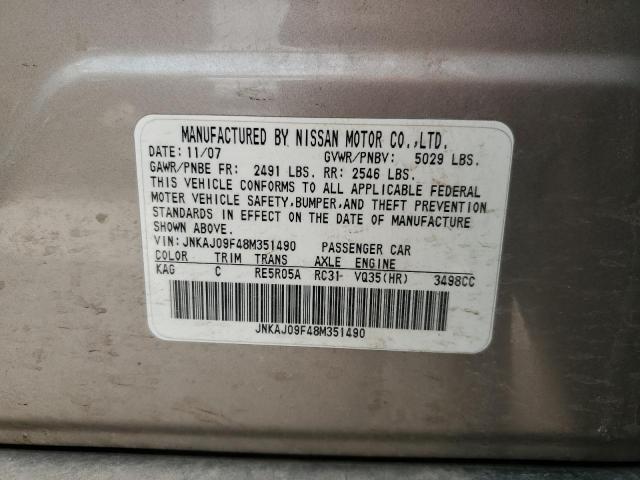 MANUFACTURED BY NISSAN MOTOR CO.,LTD.
DATE: 11/07 GVWR/PNBV: 5029 LBS.
GAWR/PNBE FR: 2491 LBS. RR: 2546 LBS.
THIS VEHICLE CONFORMS TO ALL APPLICABLE FEDERAL
MOTOR VEHICLE SAFETY,BUMPER,AND THEFT PREVENTION
STANDARDS IN EFFECT ON THE DATE OF MANUFACTURE
SHOWN ABOVE.
VIN: JNKAJ09F48M351490 PASSENGER CAR
COLOR TRIM TRANS AXLE ENGINE
KAG C RE5R05A RC31- VQ35(HR) 3498CC
JNKAJ09F48M351490